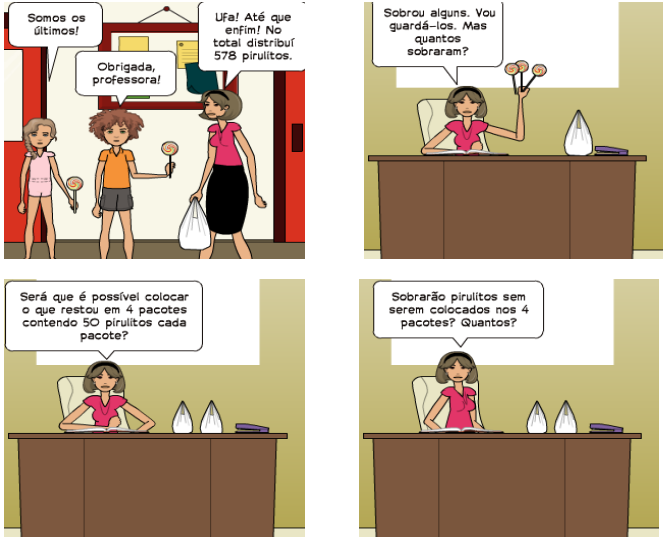 Somos os
últimos!
Obrigada,
professora!
Ufa! Até que
enfim! No
total distribuí
578 pirulitos.
Sobrou alguns. Vou
guardá-los. Mas
quantos
sobraram?
Será que é possível colocar
o que restou em 4 pacotes
contendo 50 pirulitos cada
pacote?
Sobrarão pirulitos sem
serem colocados nos 4
pacotes? Quantos?